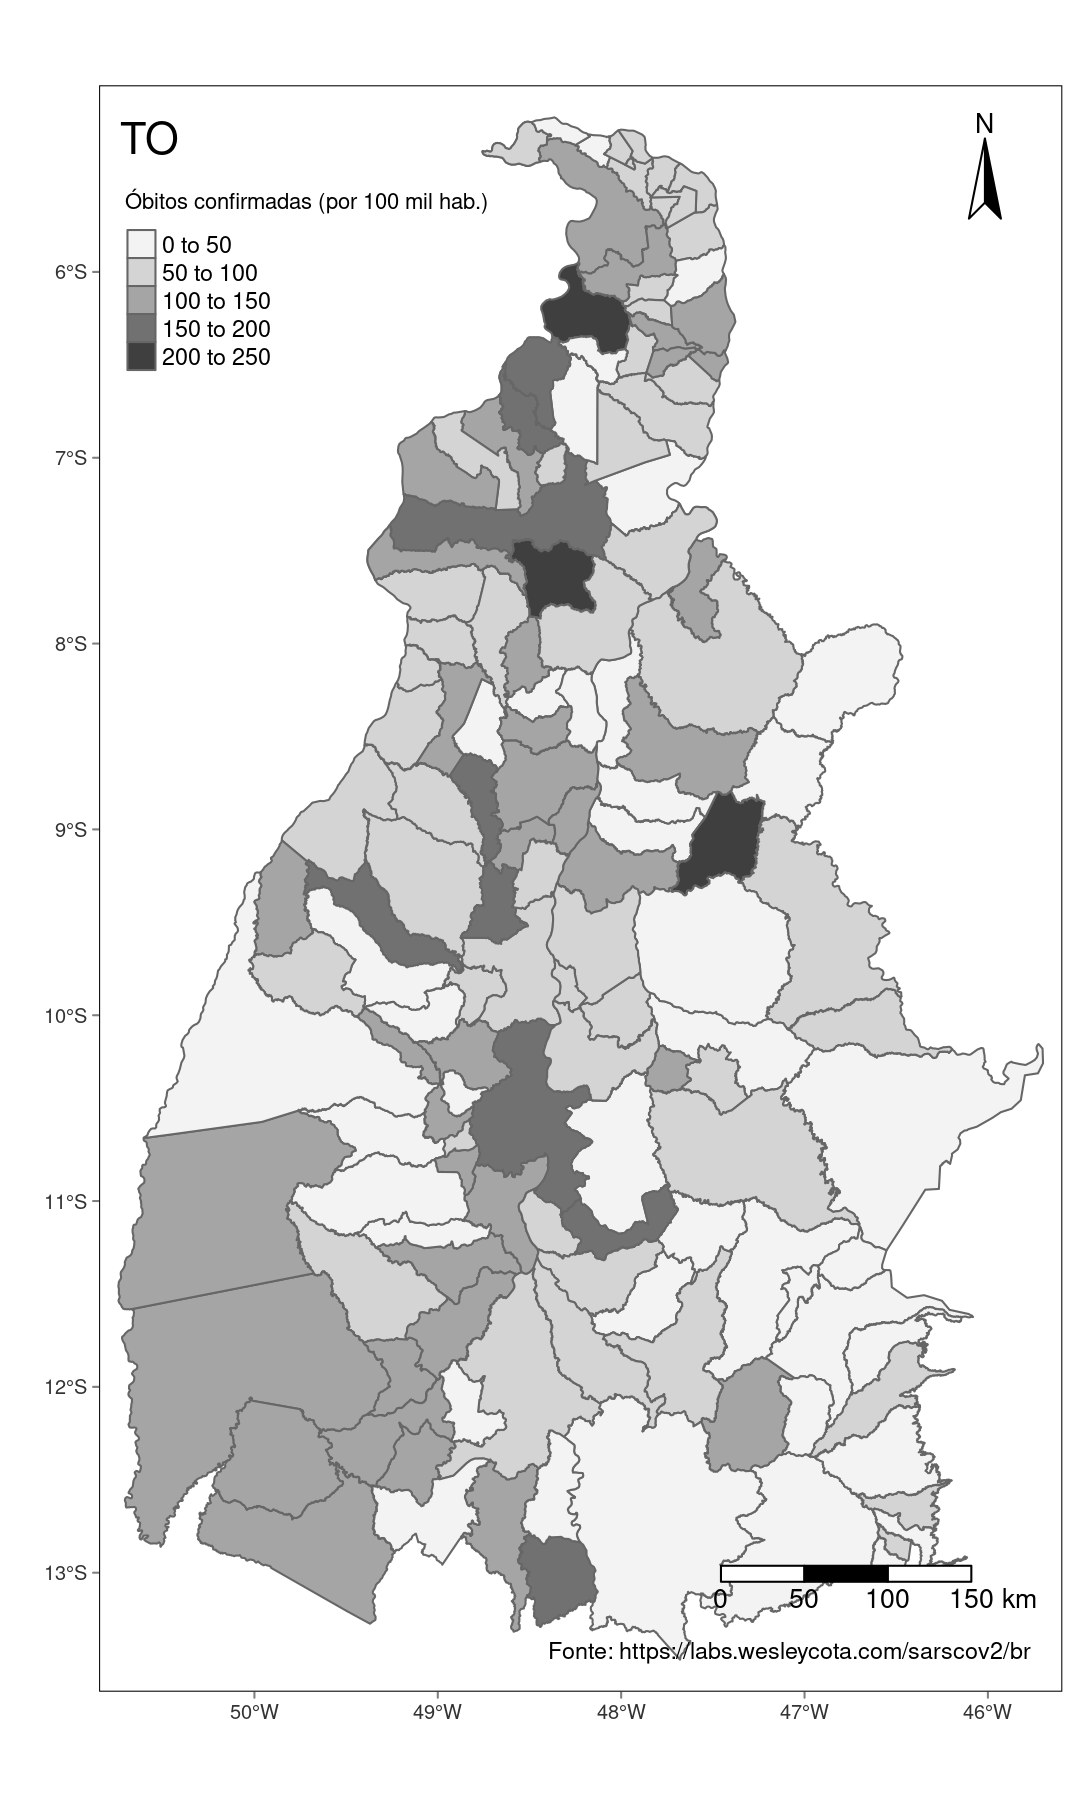 TO
N
Óbitos confirmadas (por 100 mil hab.)
0 to 50
50 to 100
100 to 150
150 to 200
200 to 250
6°S
7°S
8°S
9°S
10°S
11°S
12°S
13°S
0 50 100 150 km
Fonte: https://labs.wesleycota.com/sarscov2/br
50°W 49°W 48°W 47°W 46°W